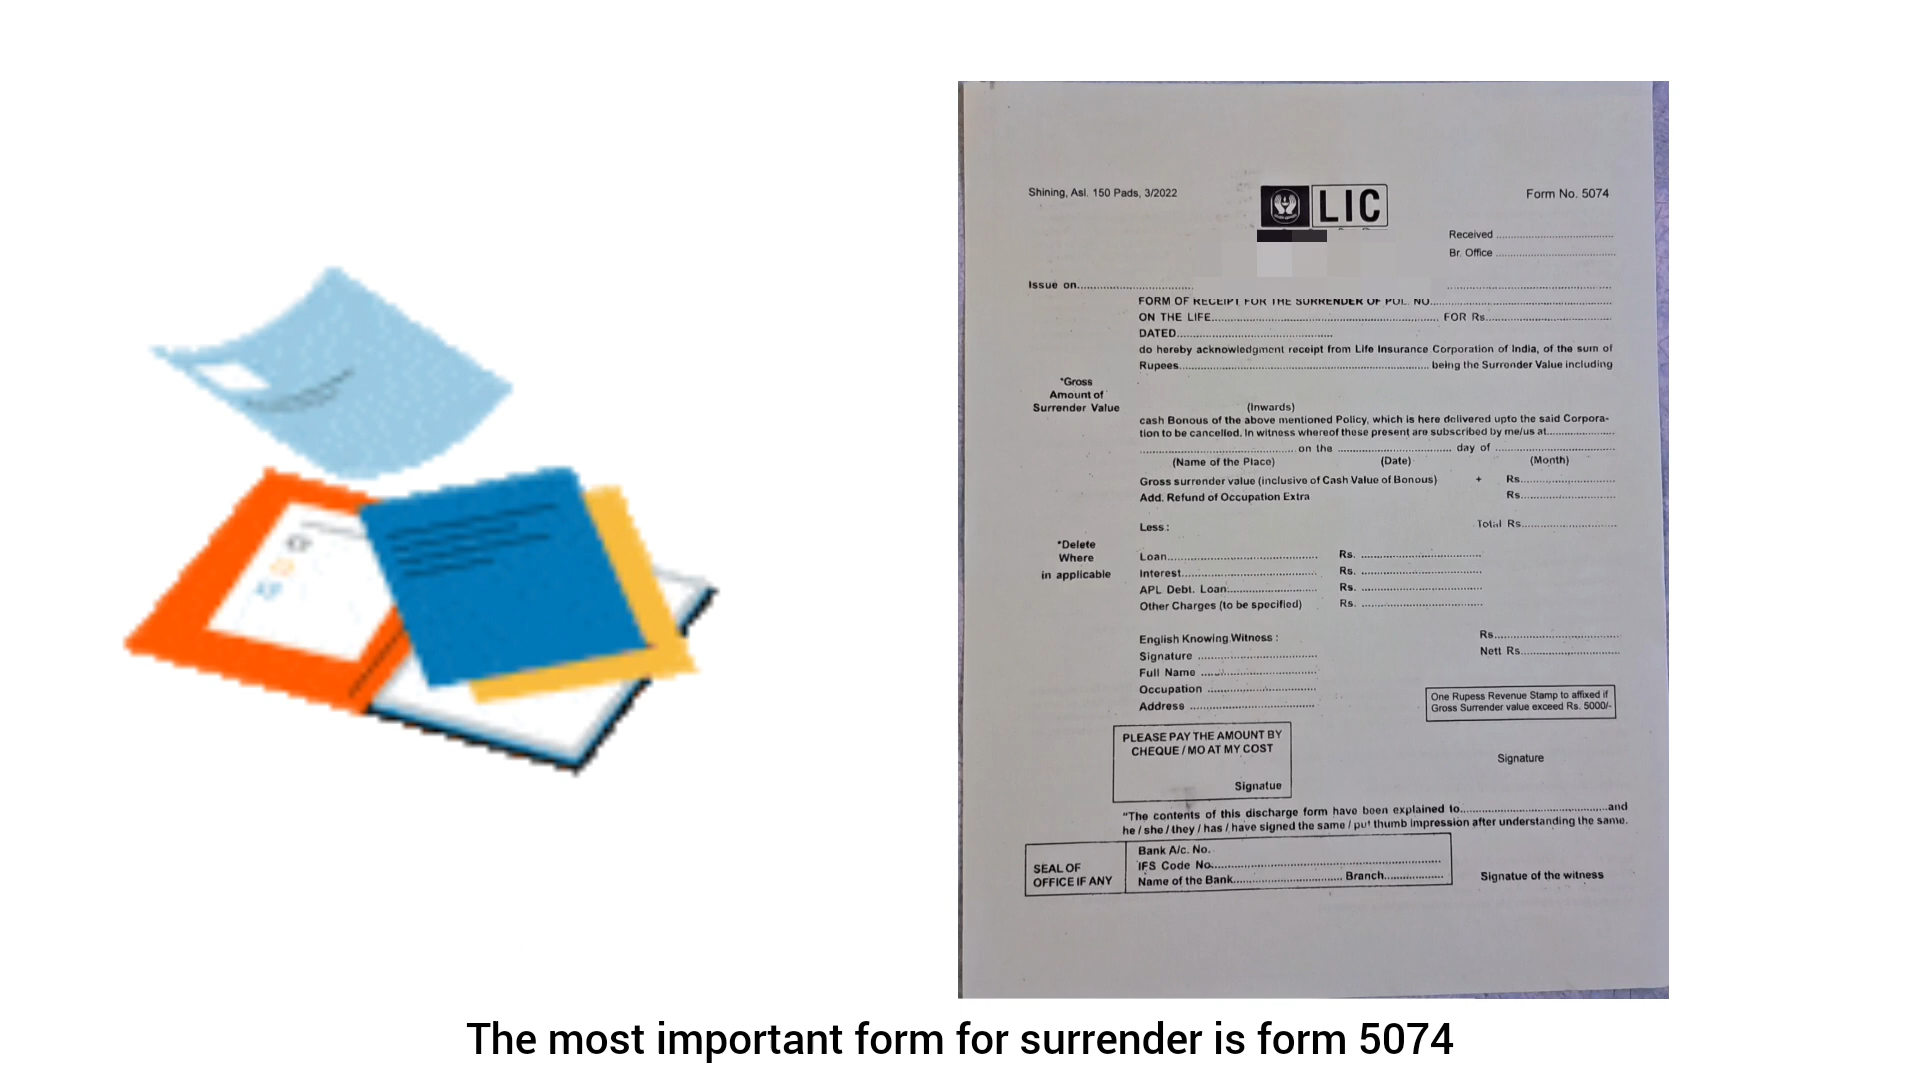 Shining, Asl. 150 Pads, 3/2022
LIC
Form No. 5074
Received
Br. Office
Issue on
FORM OF RECEIPT FOR THE SURRENDER OF POL. NO.
ON THE LIFE FOR Rs.
DATED
do hereby acknowledgment receipt from Life Insurance Corporation of India, of the sum of
Rupees being the Surrender Value including
*Gross
Amount of
Surrender Value
(Inwards)
cash Bonous of the above mentioned Policy, which is here delivered upto the said Corpora-
tion to be cancelled. In witness whereof these present are subscribed by me/us at
on the day of
(Name of the Place) (Date) (Month)
Gross surrender value (inclusive of Cash Value of Bonous) + Rs.
Add. Refund of Occupation Extra Rs.
Less : Total Rs.
*Delete
Where
in applicable
Loan Rs.
Interest Rs.
APL Debt. Loan Rs.
Other Charges (to be specified) Rs.
English Knowing Witness : Rs.
Signature Nett Rs.
Full Name
Occupation
Address
One Rupess Revenue Stamp to affixed if
Gross Surrender value exceed Rs. 5000/-
PLEASE PAY THE AMOUNT BY
CHEQUE / MO AT MY COST
Signatue
Signature
"The contents of this discharge form have been explained to and
he / she / they / has / have signed the same / put thumb impression after understanding the same.
SEAL OF
OFFICE IF ANY
Bank A/c. No.
IFS Code No.
Name of the Bank Branch
Signatue of the witness
The most important form for surrender is form 5074